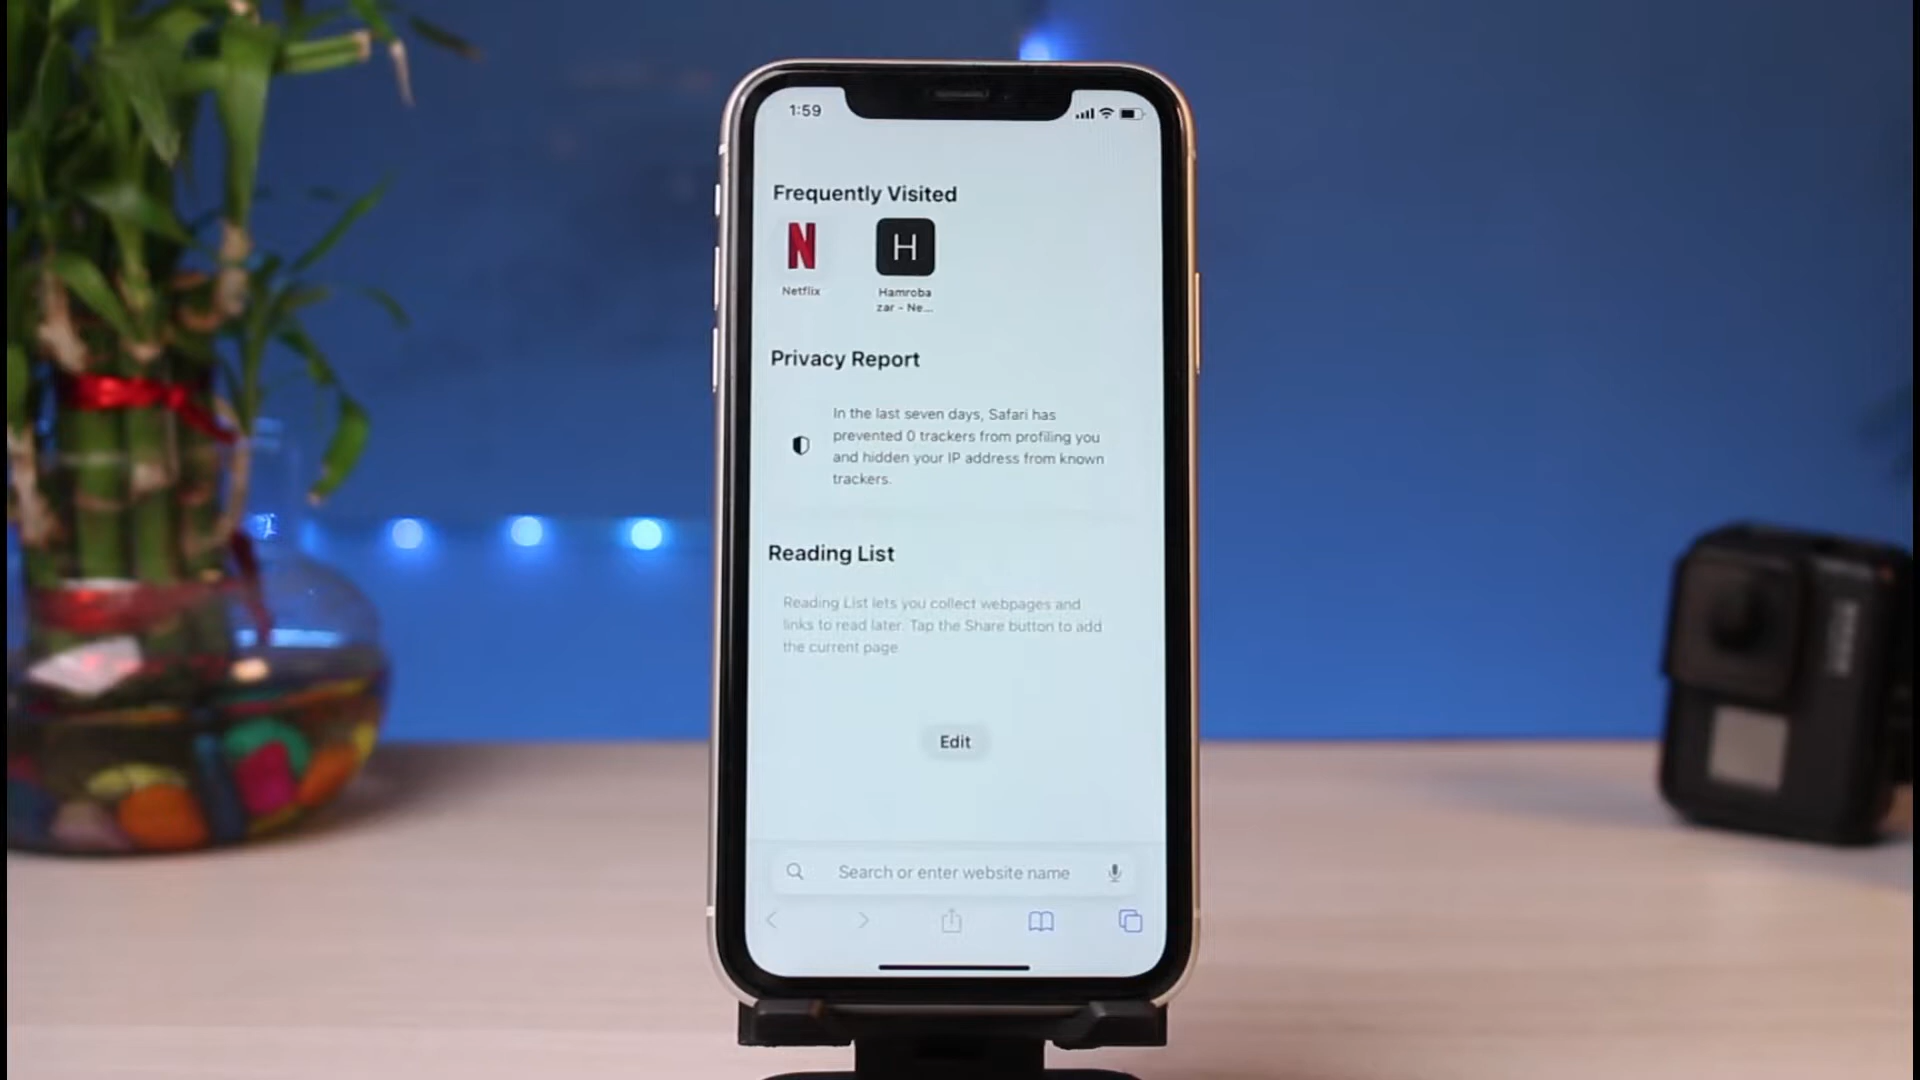 1:59
Frequently Visited
N
H
Netflix
Hamroba
zar - Ne...
Privacy Report
In the last seven days, Safari has
prevented 0 trackers from profiling you
and hidden your IP address from known
trackers.
Reading List
Reading List lets you collect webpages and
links to read later. Tap the Share button to add
the current page.
Edit
Search or enter website name